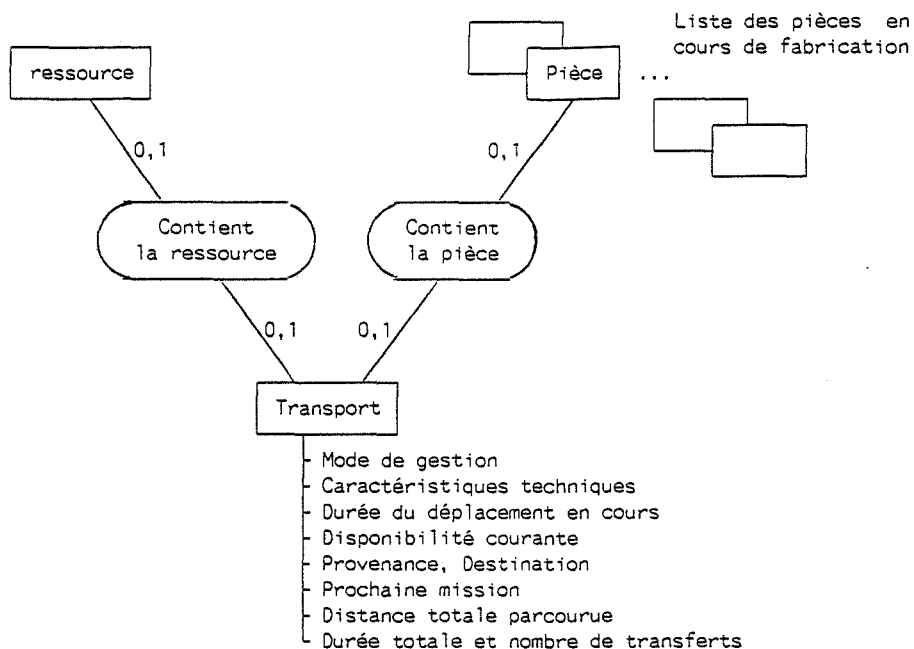 Liste des pièces en
cours de fabrication
ressource
Pièce
...
0,1
0,1
Contient
la ressource
Contient
la pièce
0,1
0,1
Transport
- Mode de gestion
- Caractéristiques techniques
- Durée du déplacement en cours
- Disponibilité courante
- Provenance, Destination
- Prochaine mission
- Distance totale parcourue
- Durée totale et nombre de transferts